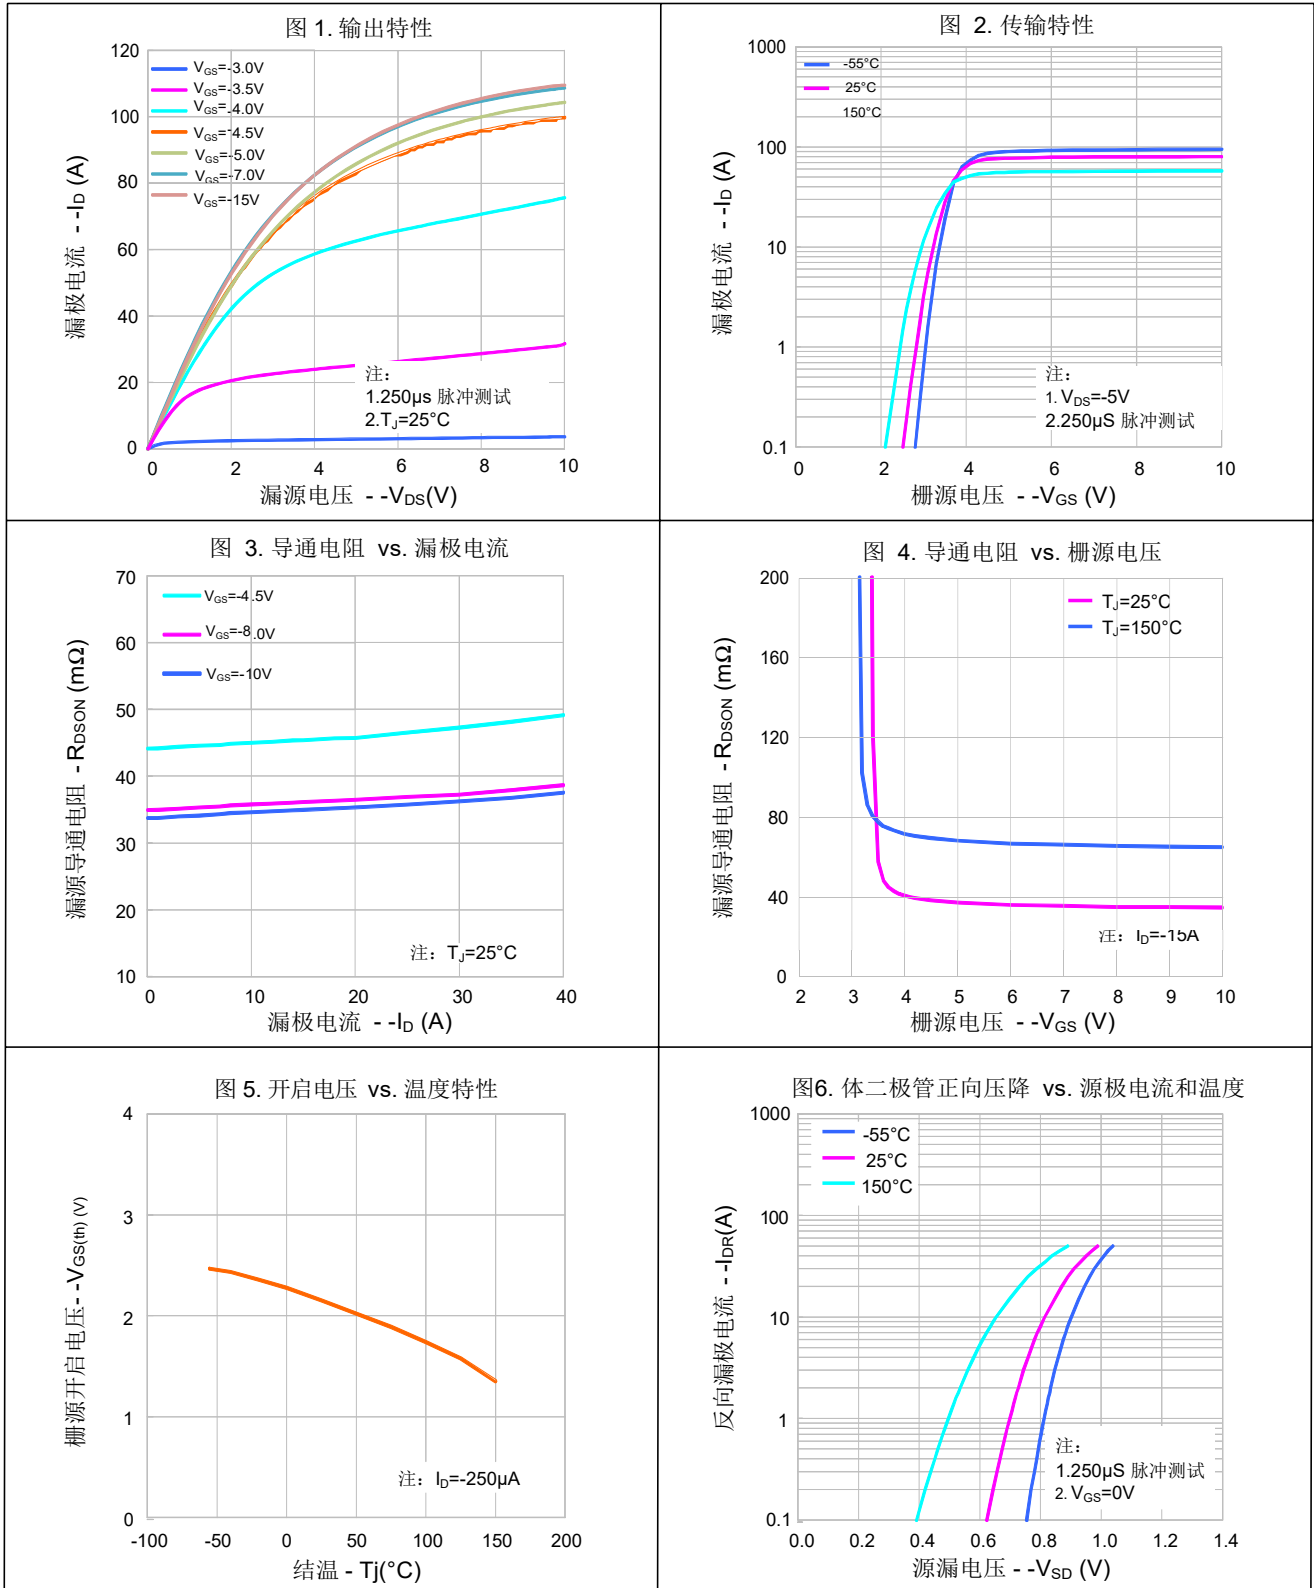 图 1. 输出特性
漏极电流 - -ID (A)
120
100
80
60
40
20
0
VGS=-3.0V
VGS=-3.5V
VGS=-4.0V
VGS=-4.5V
VGS=-5.0V
VGS=-7.0V
VGS=-15V
注：
1.250μs 脉冲测试
2.TJ=25°C
0 2 4 6 8 10
漏源电压 - -VDS(V)
图 2. 传输特性
漏极电流 - -ID (A)
1000
100
10
1
0.1
-55°C
25°C
150°C
注：
1. VDS=-5V
2.250μS 脉冲测试
0 2 4 6 8 10
栅源电压 - -VGS (V)
图 3. 导通电阻 vs. 漏极电流
漏源导通电阻 - RDSON (mΩ)
70
60
50
40
30
20
10
VGS=-4.5V
VGS=-8.0V
VGS=-10V
注：TJ=25°C
0 10 20 30 40
漏极电流 - -ID (A)
图 4. 导通电阻 vs. 栅源电压
漏源导通电阻 - RDSON (mΩ)
200
160
120
80
40
0
TJ=25°C
TJ=150°C
注：ID=-15A
2 3 4 5 6 7 8 9 10
栅源电压 - -VGS (V)
图 5. 开启电压 vs. 温度特性
栅源开启电压- -VGS(th) (V)
4
3
2
1
0
注：ID=-250μA
-100 -50 0 50 100 150 200
结温 - Tj(°C)
图6. 体二极管正向压降 vs. 源极电流和温度
反向漏极电流 - -IDR(A)
1000
100
10
1
0.1
-55°C
25°C
150°C
注：
1.250μS 脉冲测试
2. VGS=0V
0.0 0.2 0.4 0.6 0.8 1.0 1.2 1.4
源漏电压 - -VSD (V)